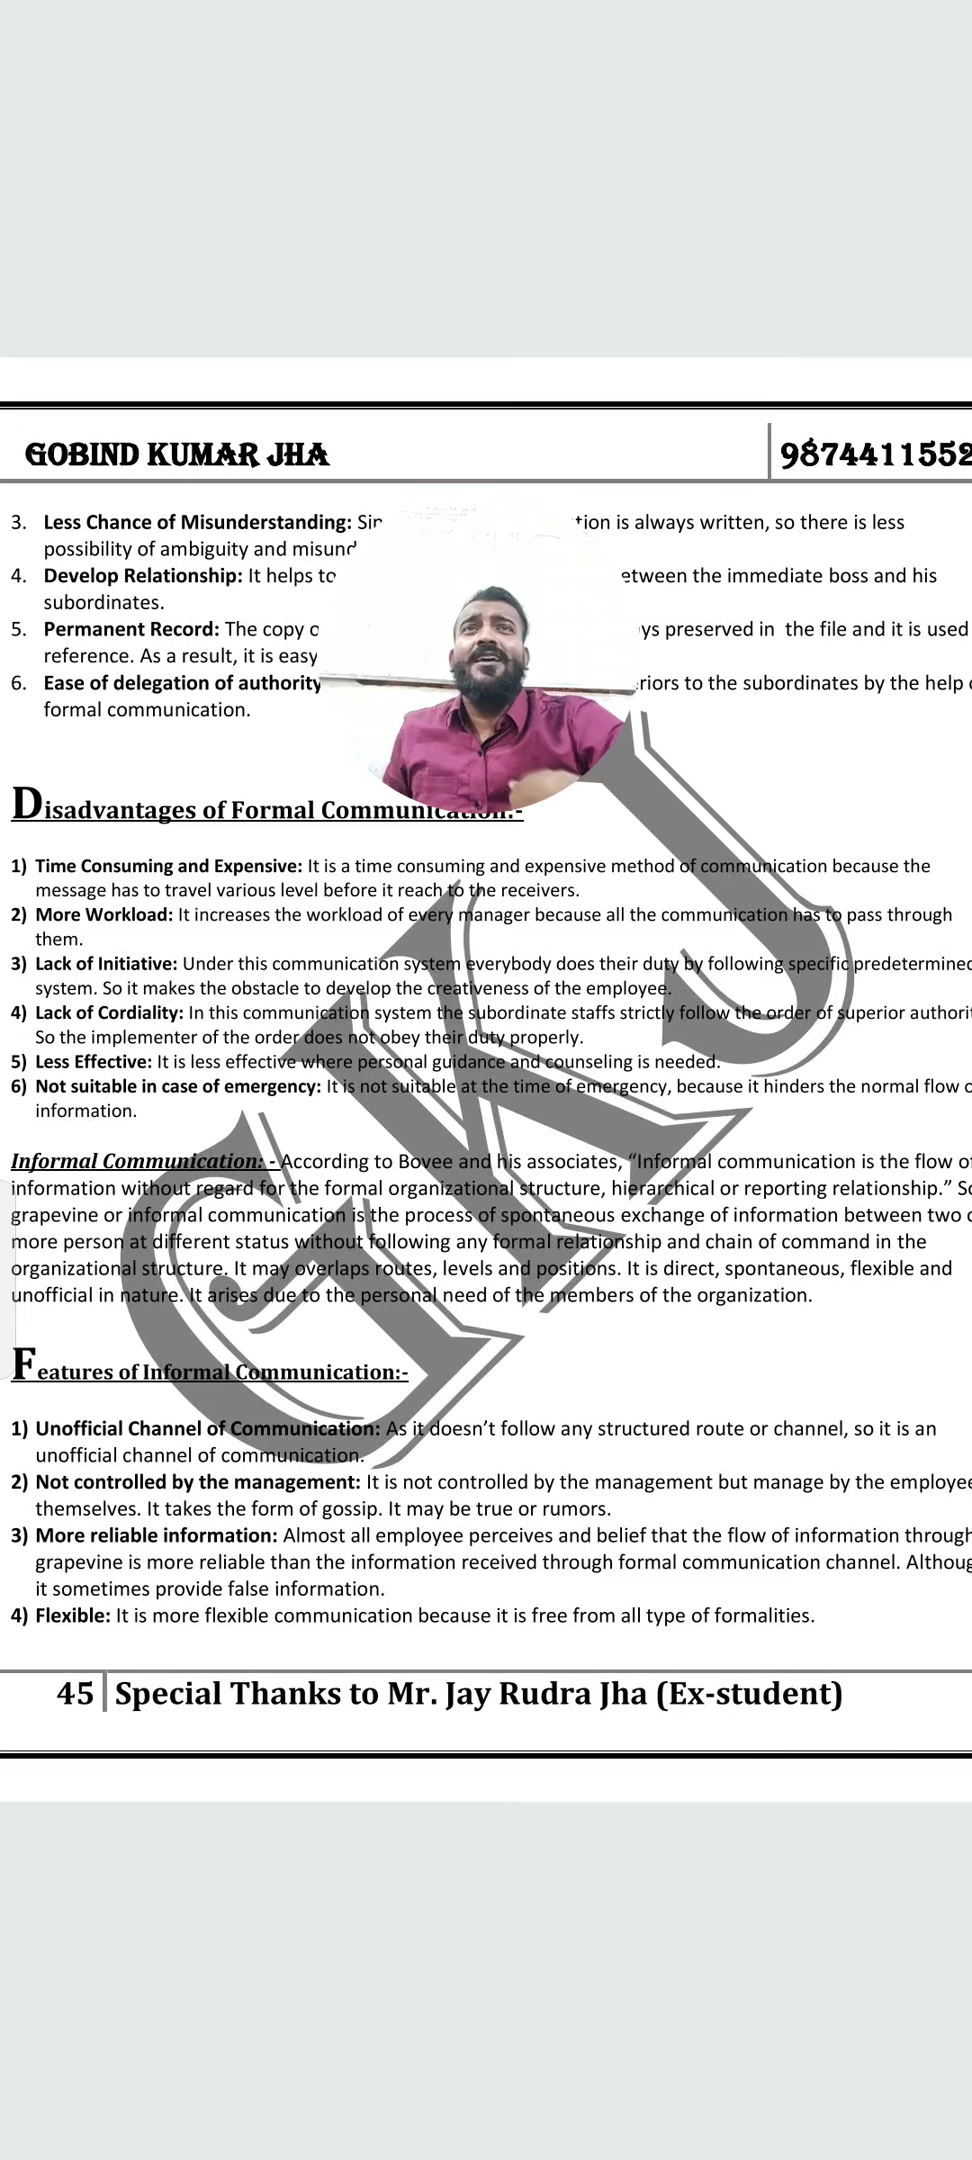 GOBIND KUMAR JHA 9874411552
3. Less Chance of Misunderstanding: is always written, so there is less
possibility of ambiguity and
4. Develop Relationship: It helps to the immediate boss and his
subordinates.
5. Permanent Record: The copy preserved in the file and it is used
reference. As a result, it is easy
6. Ease of delegation of authority to the subordinates by the help
formal communication.
Disadvantages of Formal Communication:-
1) Time Consuming and Expensive: It is a time consuming and expensive method of communication because the
message has to travel various level before it reach to the receivers.
2) More Workload: It increases the workload of every manager because all the communication has to pass through
them.
3) Lack of Initiative: Under this communication system everybody does their duty by following specific predetermined
system. So it makes the obstacle to develop the creativeness of the employee.
4) Lack of Cordiality: In this communication system the subordinate staffs strictly follow the order of superior
So the implementer of the order does not obey their duty properly.
5) Less Effective: It is less effective where personal guidance and counseling is needed.
6) Not suitable in case of emergency: It is not suitable at the time of emergency, because it hinders the normal flow
information.
Informal Communication: - According to Bovee and his associates, “Informal communication is the flow of
information without regard for the formal organizational structure, hierarchical or reporting relationship.” So
grapevine or informal communication is the process of spontaneous exchange of information between two
more person at different status without following any formal relationship and chain of command in the
organizational structure. It may overlaps routes, levels and positions. It is direct, spontaneous, flexible and
unofficial in nature. It arises due to the personal need of the members of the organization.
Features of Informal Communication:-
1) Unofficial Channel of Communication: As it doesn’t follow any structured route or channel, so it is an
unofficial channel of communication.
2) Not controlled by the management: It is not controlled by the management but manage by the employee
themselves. It takes the form of gossip. It may be true or rumors.
3) More reliable information: Almost all employee perceives and belief that the flow of information through
grapevine is more reliable than the information received through formal communication channel.
it sometimes provide false information.
4) Flexible: It is more flexible communication because it is free from all type of formalities.
GKJ
45 Special Thanks to Mr. Jay Rudra Jha (Ex-student)